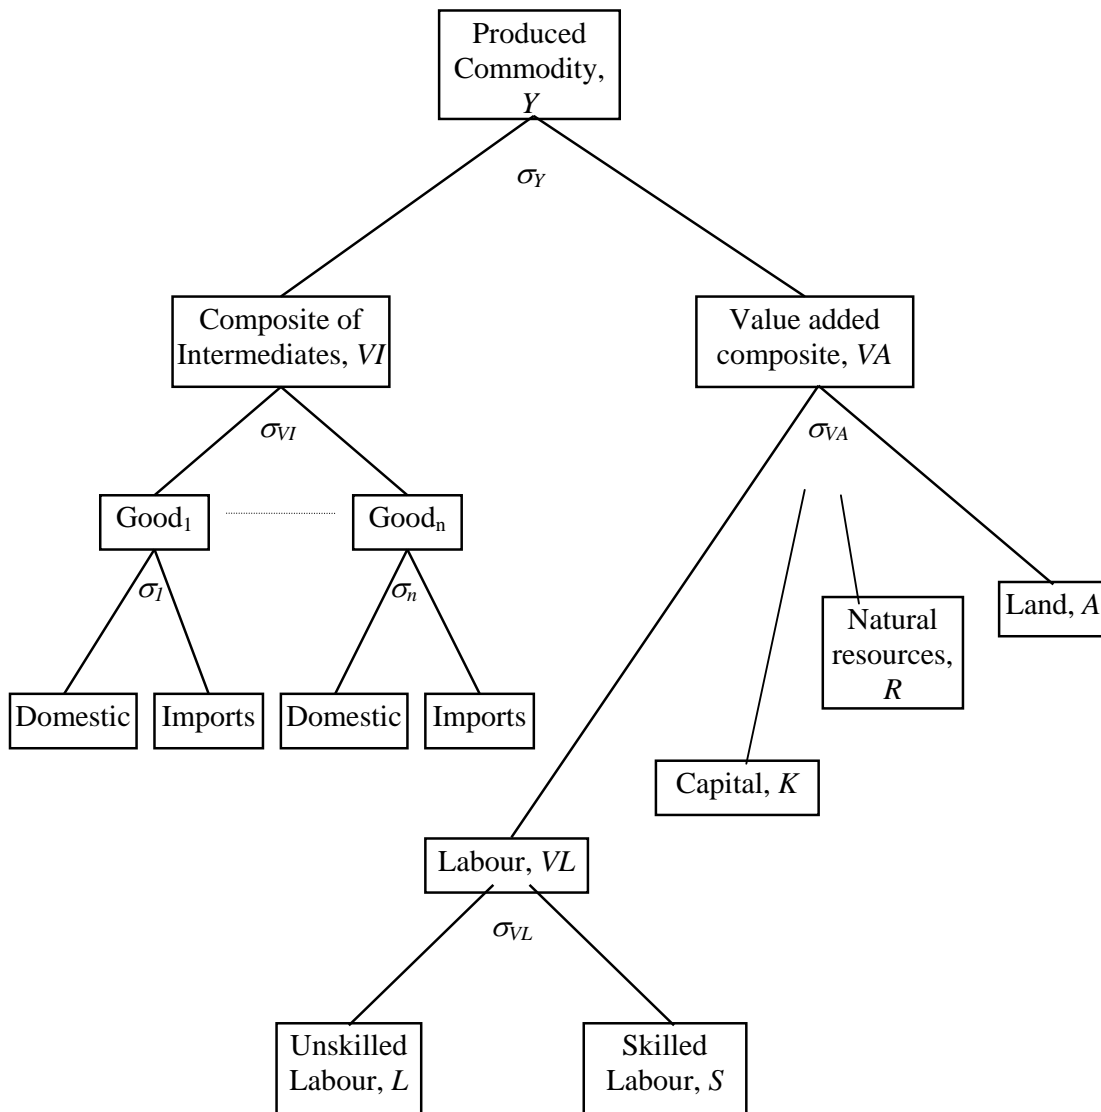 Produced
Commodity,
Y
σY
Composite of
Intermediates, VI
Value added
composite, VA
σVI
σVA
Good1
Goodn
σ1
σn
Land, A
Natural
resources,
R
Domestic
Imports
Domestic
Imports
Capital, K
Labour, VL
σVL
Unskilled
Labour, L
Skilled
Labour, S